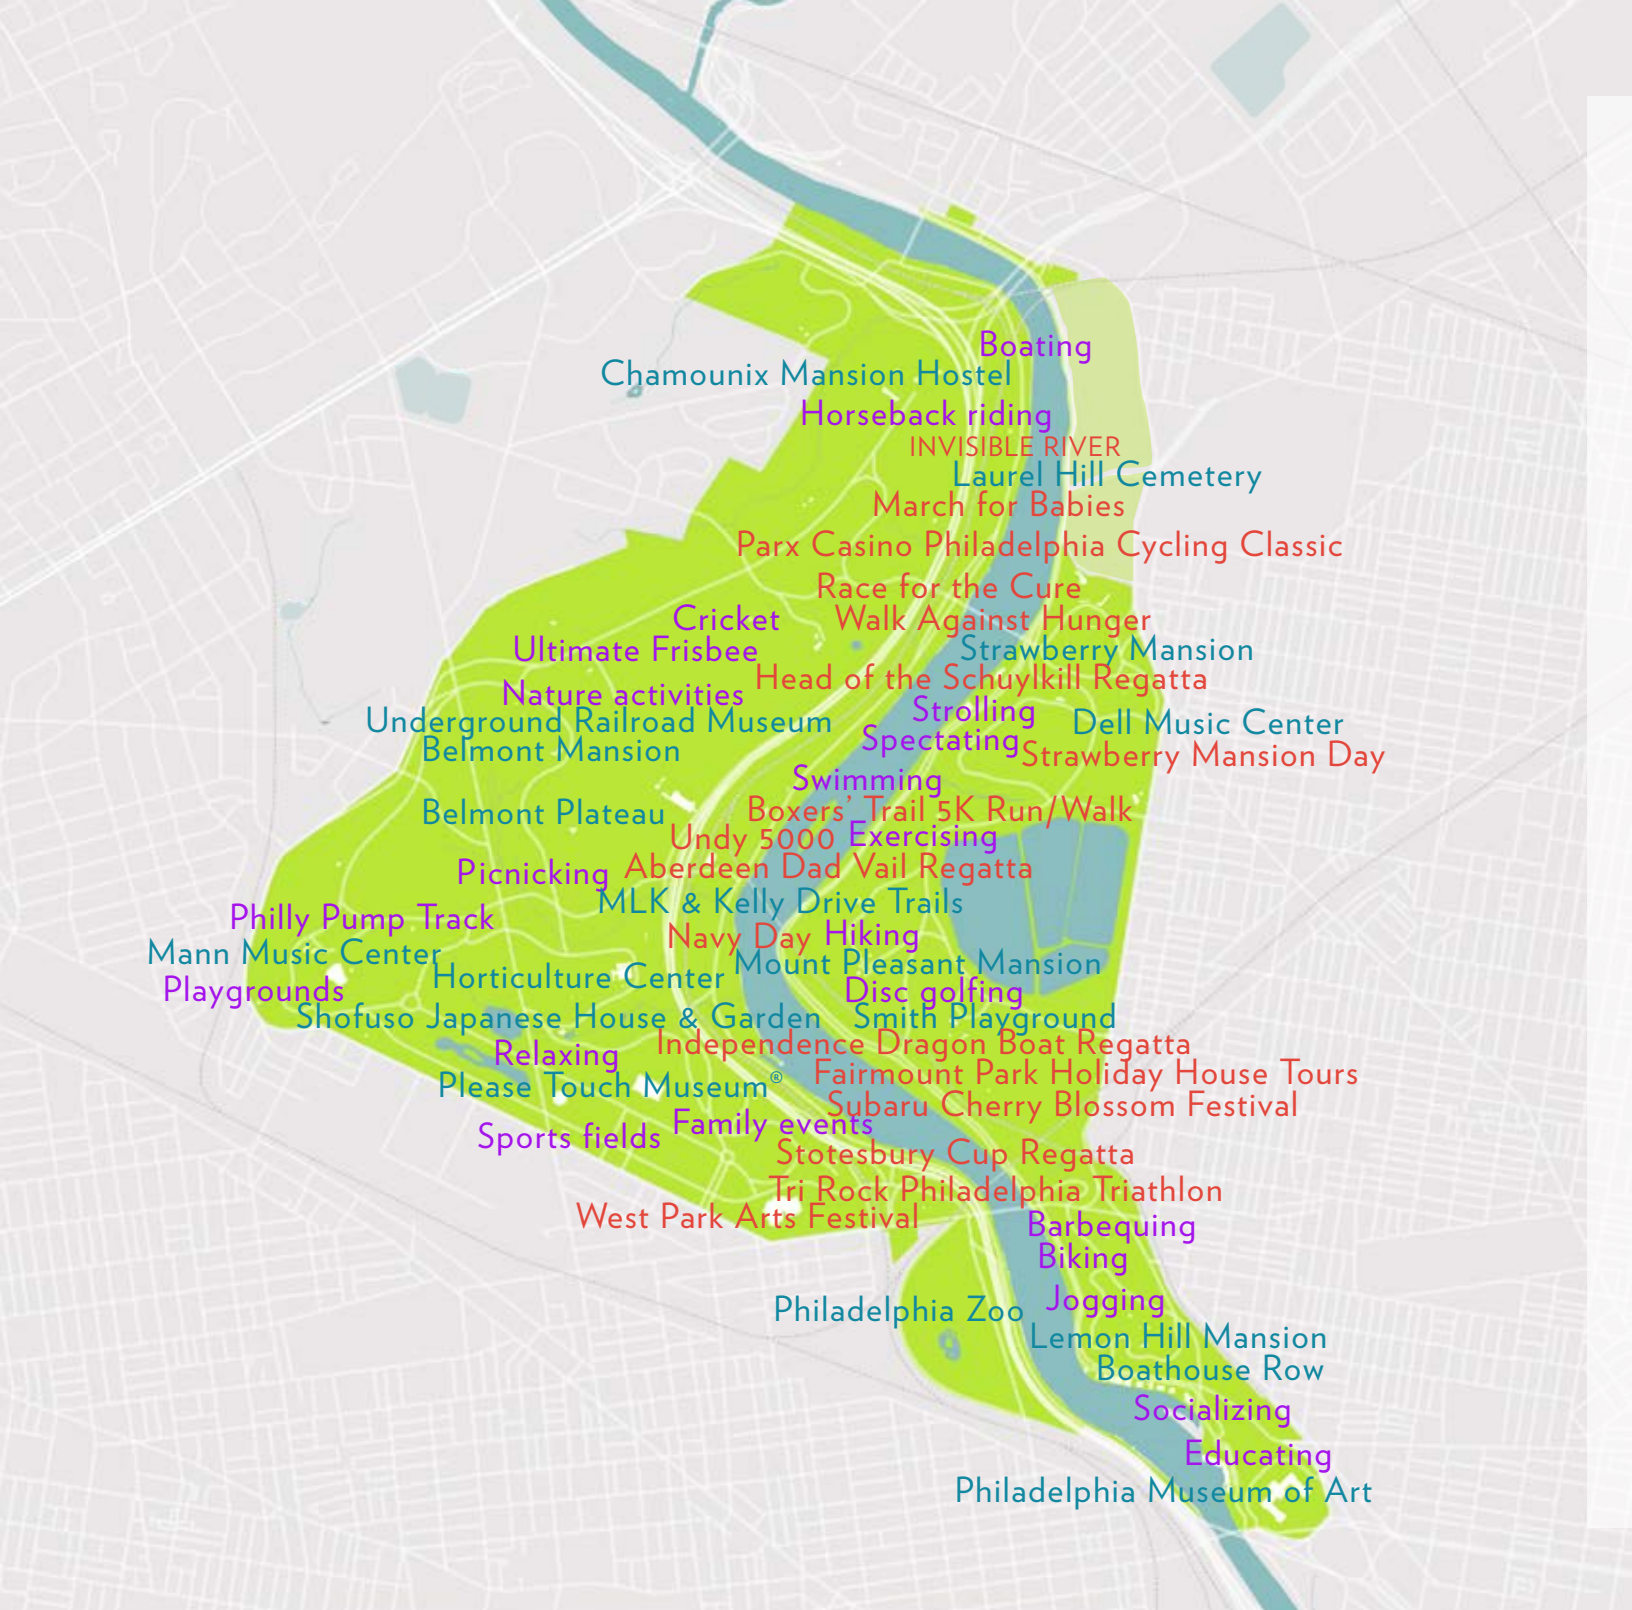 Boating
Chamounix Mansion Hostel
Horseback riding
INVISIBLE RIVER
Laurel Hill Cemetery
March for Babies
Parx Casino Philadelphia Cycling Classic
Race for the Cure
Cricket
Walk Against Hunger
Ultimate Frisbee
Strawberry Mansion
Head of the Schuylkill Regatta
Nature activities
Strolling
Underground Railroad Museum
Dell Music Center
Belmont Mansion
Spectating
Strawberry Mansion Day
Swimming
Belmont Plateau
Boxers' Trail 5K Run/Walk
Undy 5000
Exercising
Picnicking
Aberdeen Dad Vail Regatta
MLK & Kelly Drive Trails
Philly Pump Track
Navy Day
Hiking
Mann Music Center
Horticulture Center
Mount Pleasant Mansion
Playgrounds
Disc golfing
Shofuso Japanese House & Garden
Smith Playground
Independence Dragon Boat Regatta
Relaxing
Fairmount Park Holiday House Tours
Please Touch Museum®
Subaru Cherry Blossom Festival
Family events
Sports fields
Stotesbury Cup Regatta
Tri Rock Philadelphia Triathlon
West Park Arts Festival
Barbequing
Biking
Jogging
Philadelphia Zoo
Lemon Hill Mansion
Boathouse Row
Socializing
Educating
Philadelphia Museum of Art